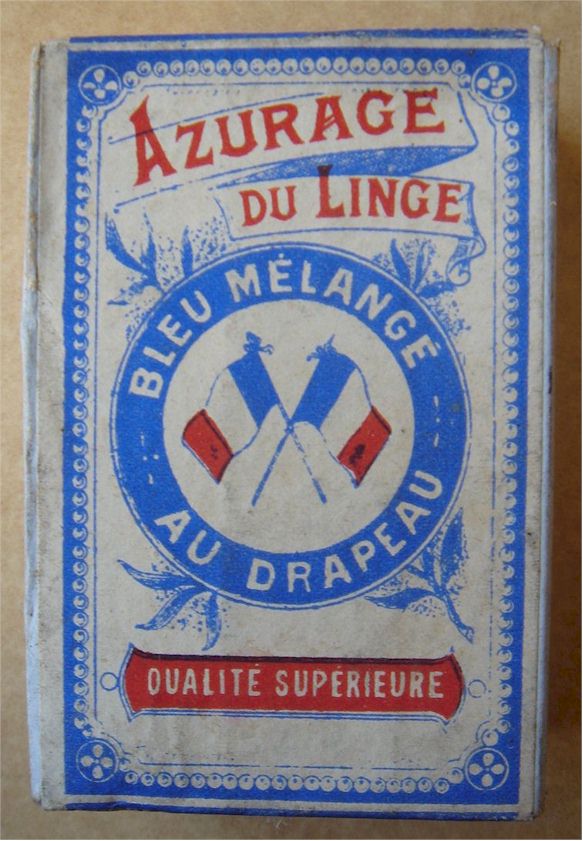 AZURAGE
DU LINGE
BLEU MÉLANGÉ
AU DRAPEAU
QUALITÉ SUPÉRIEURE